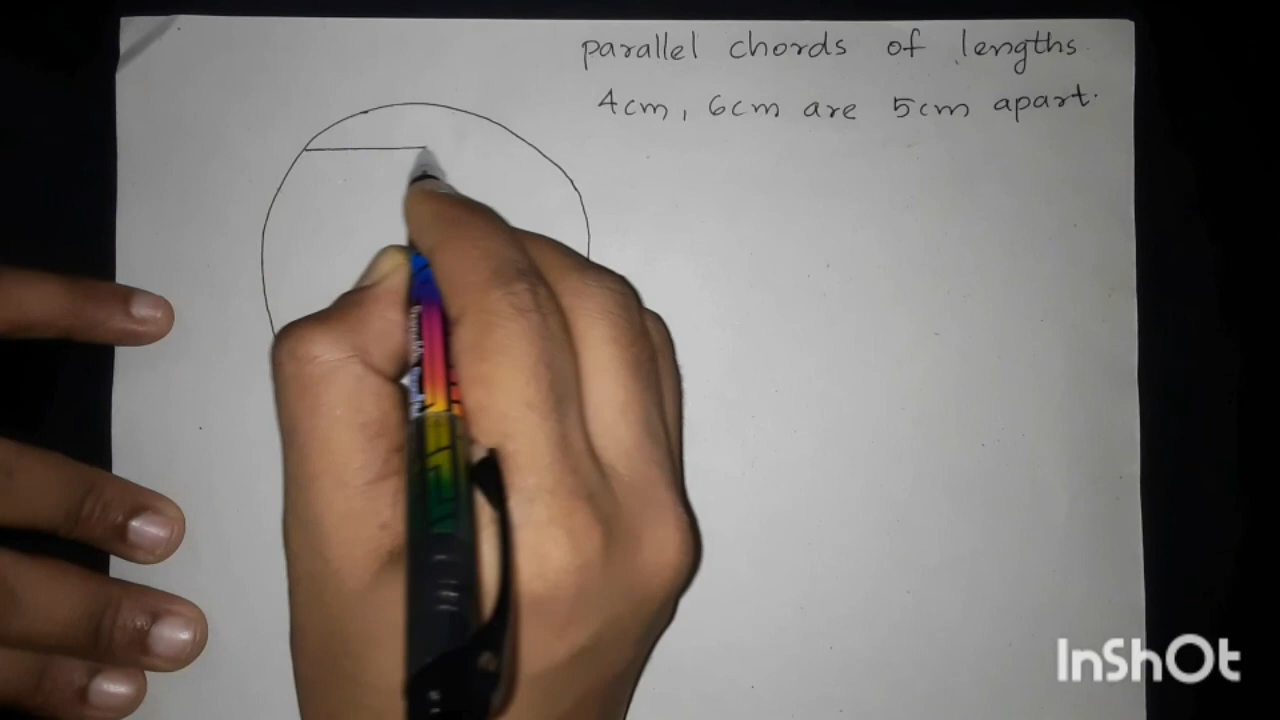 parallel chords of lengths
4cm, 6cm are 5cm apart.
InShOt